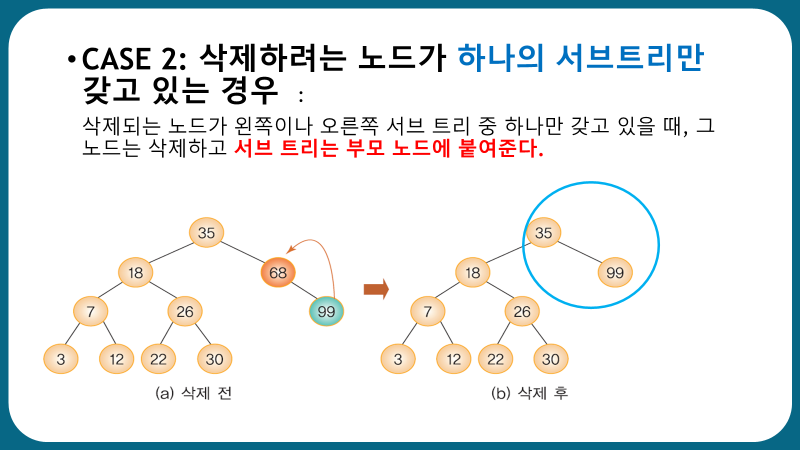 • CASE 2: 삭제하려는 노드가 하나의 서브트리만
갖고 있는 경우 :
삭제되는 노드가 왼쪽이나 오른쪽 서브 트리 중 하나만 갖고 있을 때, 그
노드는 삭제하고 서브 트리는 부모 노드에 붙여준다.
35
18 68
7 26 99
3 12 22 30
(a) 삭제 전
35
18 99
7 26
3 12 22 30
(b) 삭제 후